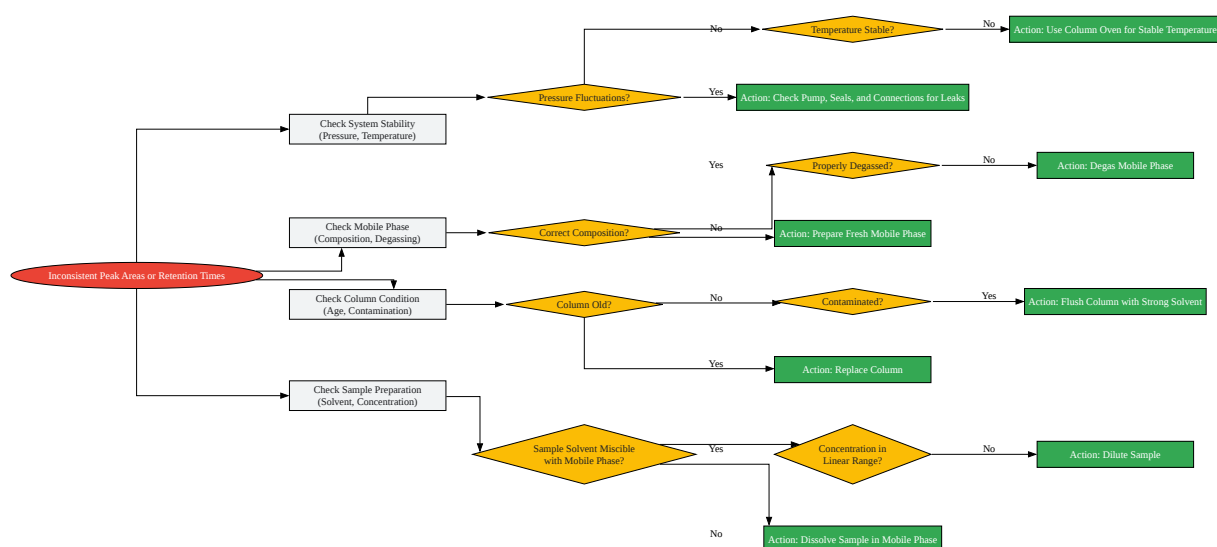 No
Temperature Stable?
No
Action: Use Column Oven for Stable Temperature
Pressure Fluctuations?
Yes
Action: Check Pump, Seals, and Connections for Leaks
Check System Stability
(Pressure, Temperature)
Yes
Properly Degassed?
No
Action: Degas Mobile Phase
Check Mobile Phase
(Composition, Degassing)
Correct Composition?
No
Action: Prepare Fresh Mobile Phase
Inconsistent Peak Areas or Retention Times
Check Column Condition
(Age, Contamination)
Column Old?
No
Contaminated?
Yes
Action: Flush Column with Strong Solvent
Yes
Action: Replace Column
Check Sample Preparation
(Solvent, Concentration)
Sample Solvent Miscible
with Mobile Phase?
Yes
Concentration in
Linear Range?
No
Action: Dilute Sample
No
Action: Dissolve Sample in Mobile Phase